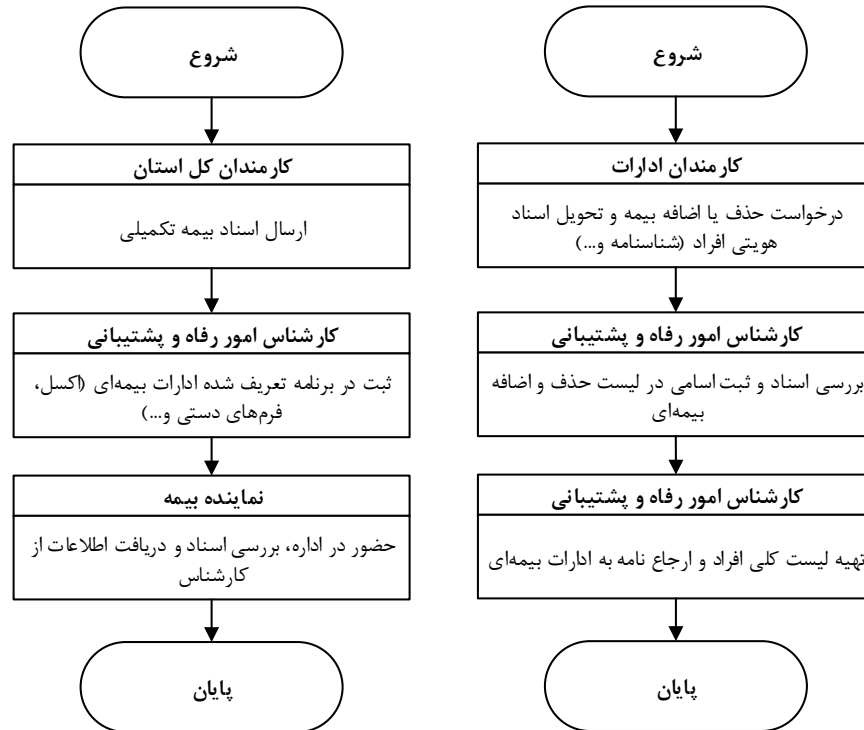 شروع
کارمندان ادارات
درخواست حذف یا اضافه بیمه و تحویل اسناد
هویتی افراد (شناسنامه و...)
کارشناس امور رفاه و پشتیبانی
بررسی اسناد و ثبت اسامی در لیست حذف و اضافه
بیمه‌ای
کارشناس امور رفاه و پشتیبانی
تهیه لیست کلی افراد و ارجاع نامه به ادارات بیمه‌ای
پایان
شروع
کارمندان کل استان
ارسال اسناد بیمه تکمیلی
کارشناس امور رفاه و پشتیبانی
ثبت در برنامه تعریف شده ادارات بیمه‌ای (اکسل،
فرم‌های دستی و...)
نماینده بیمه
حضور در اداره، بررسی اسناد و دریافت اطلاعات از
کارشناس
پایان